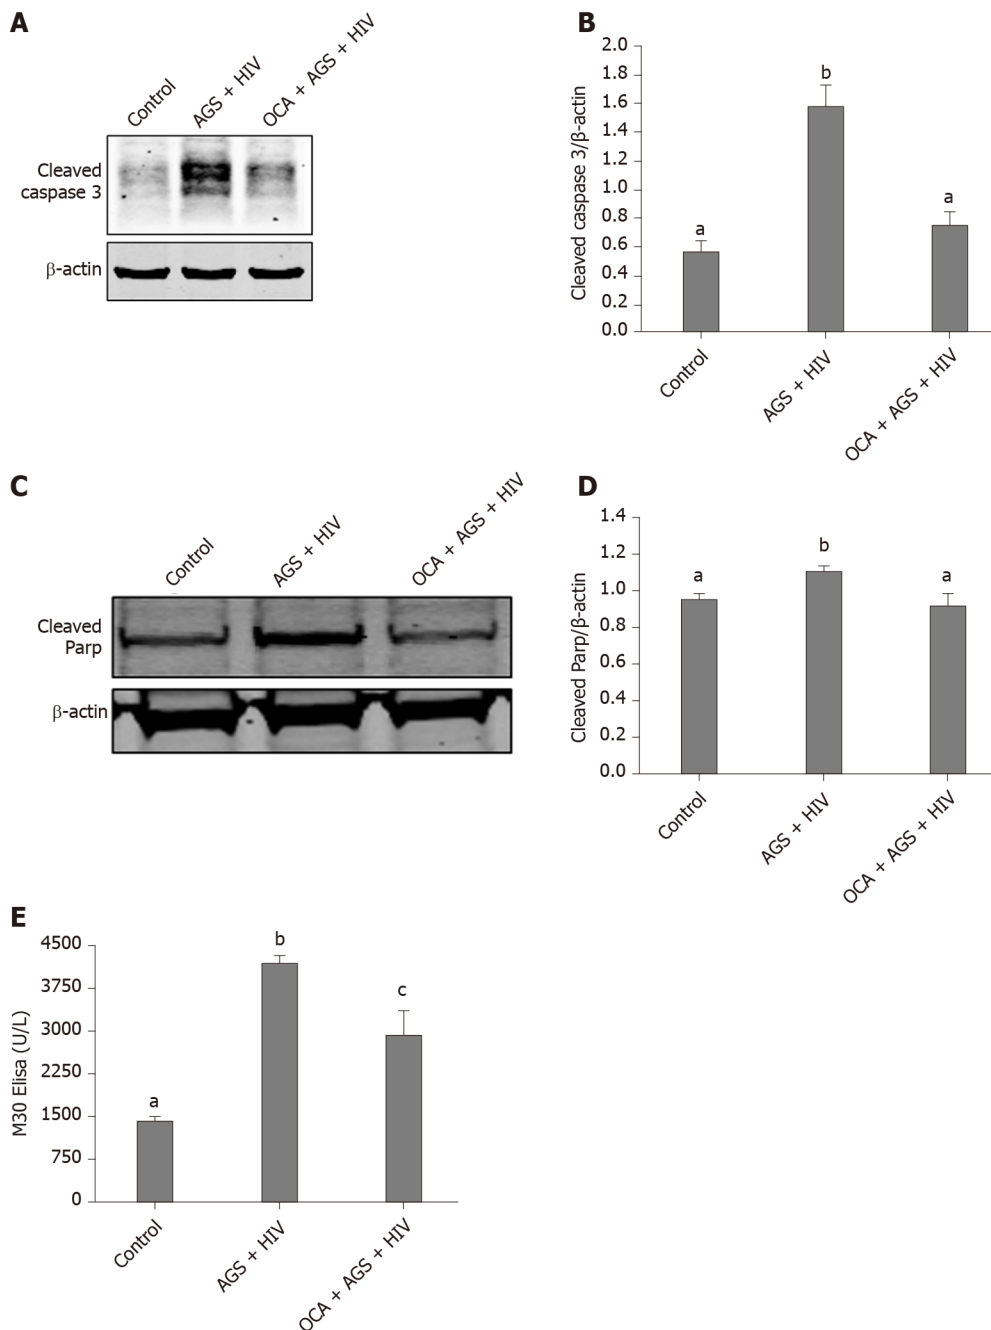 A
Control
AGS + HIV
OCA + AGS + HIV
Cleaved
caspase 3
β-actin
B
Cleaved caspase 3/β-actin
2.0
1.8
1.6
1.4
1.2
1.0
0.8
0.6
0.4
0.2
0.0
a
b
a
Control
AGS + HIV
OCA + AGS + HIV
C
Control
AGS + HIV
OCA + AGS + HIV
Cleaved
Parp
β-actin
D
Cleaved Parp/β-actin
1.4
1.2
1.0
0.8
0.6
0.4
0.2
0.0
a
b
a
Control
AGS + HIV
OCA + AGS + HIV
E
M30 Elisa (U/L)
4500
3750
3000
2250
1500
750
0
a
b
c
Control
AGS + HIV
OCA + AGS + HIV